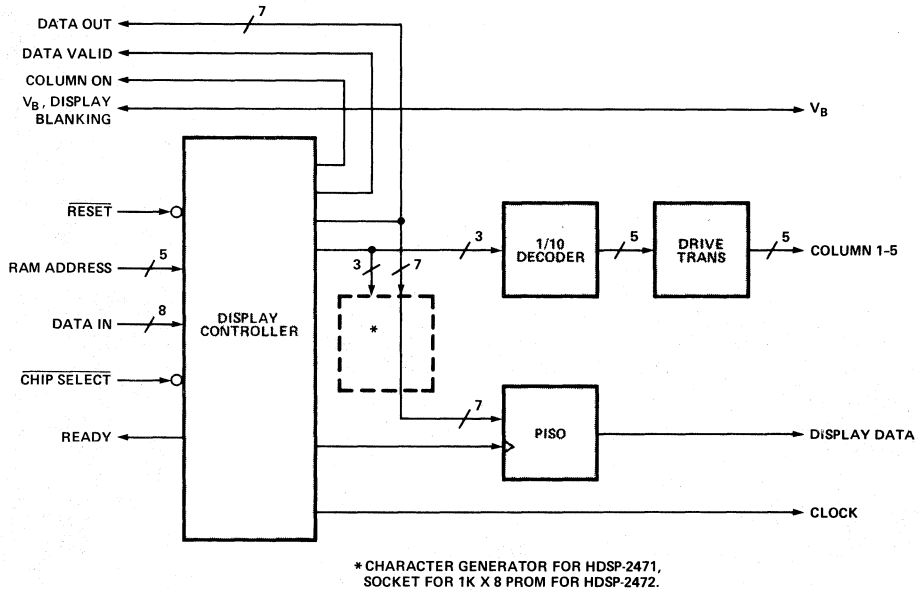 DATA OUT
7
DATA VALID
COLUMN ON
V_B, DISPLAY
BLANKING
V_B
RESET
RAM ADDRESS
5
DATA IN
8
CHIP SELECT
READY
DISPLAY
CONTROLLER
3
7
*
3
1/10
DECODER
5
DRIVE
TRANS
5
COLUMN 1-5
7
PISO
DISPLAY DATA
CLOCK
* CHARACTER GENERATOR FOR HDSP-2471,
SOCKET FOR 1K X 8 PROM FOR HDSP-2472.